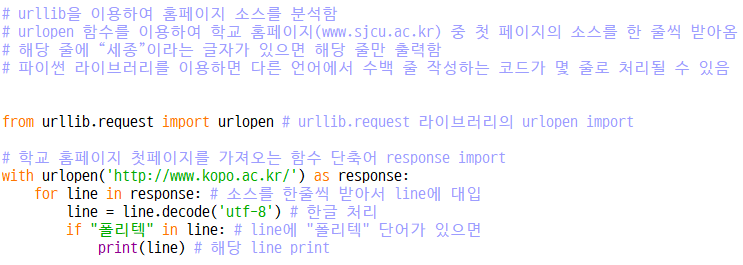 # urllib을 이용하여 홈페이지 소스를 분석함
# urlopen 함수를 이용하여 학교 홈페이지(www.sjcu.ac.kr) 중 첫 페이지의 소스를 한 줄씩 받아옴
# 해당 줄에 “세종”이라는 글자가 있으면 해당 줄만 출력함
# 파이썬 라이브러리를 이용하면 다른 언어에서 수백 줄 작성하는 코드가 몇 줄로 처리될 수 있음
from urllib.request import urlopen # urllib.request 라이브러리의 urlopen import
# 학교 홈페이지 첫페이지를 가져오는 함수 단축어 response import
with urlopen('http://www.kopo.ac.kr/') as response:
    for line in response: # 소스를 한줄씩 받아서 line에 대입
        line = line.decode('utf-8') # 한글 처리
        if "폴리텍" in line: # line에 "폴리텍" 단어가 있으면
            print(line) # 해당 line print